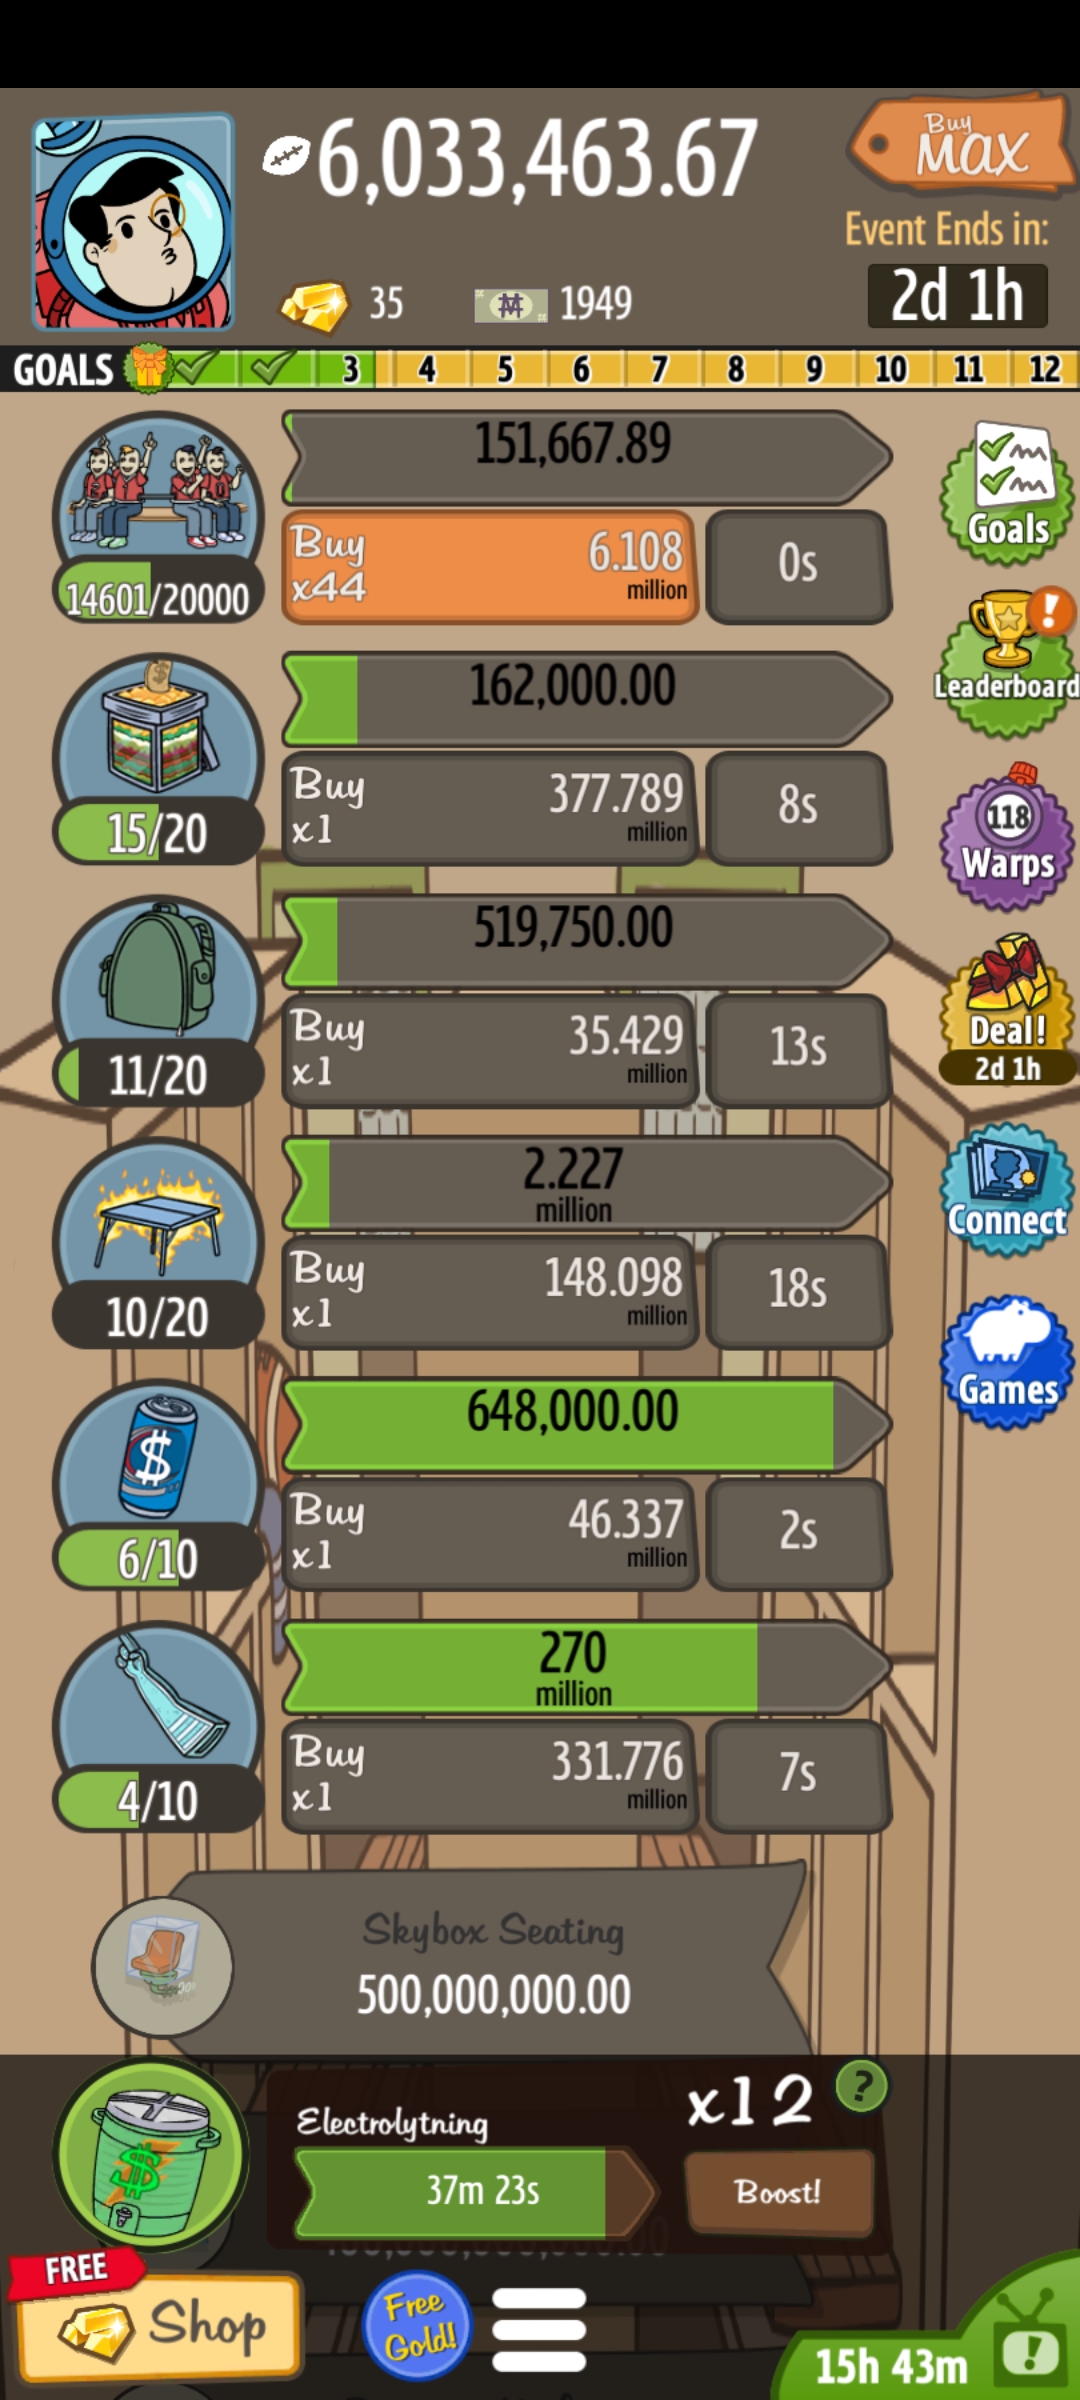 6,033,463.67
Buy
MAX
Event Ends in:
35
1949
2d 1h
GOALS 3 4 5 6 7 8 9 10 11 12
151,667.89
Buy
x44
6.108
million
0s
14601/20000
Goals
162,000.00
Leaderboard
Buy
x1
377.789
million
8s
15/20
118
Warps
519,750.00
Buy
x1
35.429
million
13s
11/20
Deal!
2d 1h
2.227
million
Buy
x1
148.098
million
18s
10/20
Connect
648,000.00
Buy
x1
46.337
million
2s
6/10
Games
270
million
Buy
x1
331.776
million
7s
4/10
Skybox Seating
500,000,000.00
Electrolytning
x12
?
37m 23s
Boost!
FREE
Shop
Free
Gold!
15h 43m